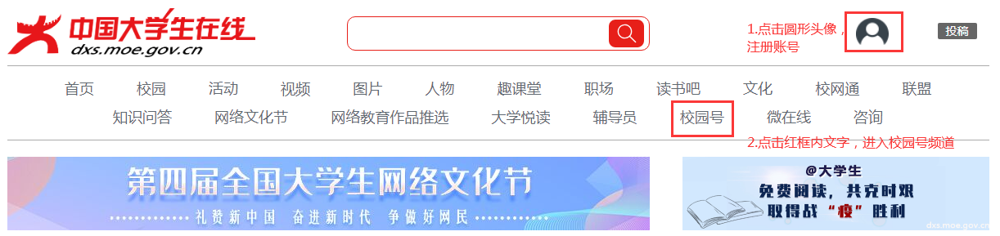 中国大学生在线
dxs.moe.gov.cn
1.点击圆形头像，
注册账号
投稿
首页 校园 活动 视频 图片 人物 趣课堂 职场 读书吧 文化 校网通 联盟
知识问答 网络文化节 网络教育作品推选 大学悦读 辅导员 校园号 微在线 咨询
2.点击红框内文字，进入校园号频道
第四届全国大学生网络文化节
礼赞新中国 奋进新时代 争做好网民
@大学生
免费阅读，共克时艰
取得战“疫”胜利
dxs.moe.gov.cn